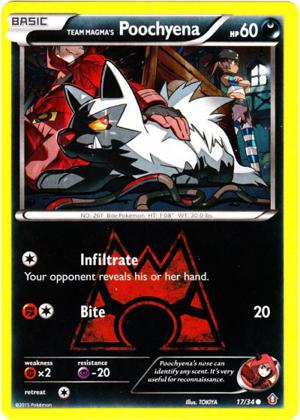 BASIC
TEAM MAGMA'S Poochyena HP60
NO. 261 Bite Pokémon HT: 1'08" WT: 30.0 lbs.
Infiltrate
Your opponent reveals his or her hand.
Bite 20
weakness resistance
×2 -20
retreat
Poochyena's nose can
identify any scent. It's very
useful for reconnaissance.
©2015 Pokémon Illus. TOKIYA 17/34